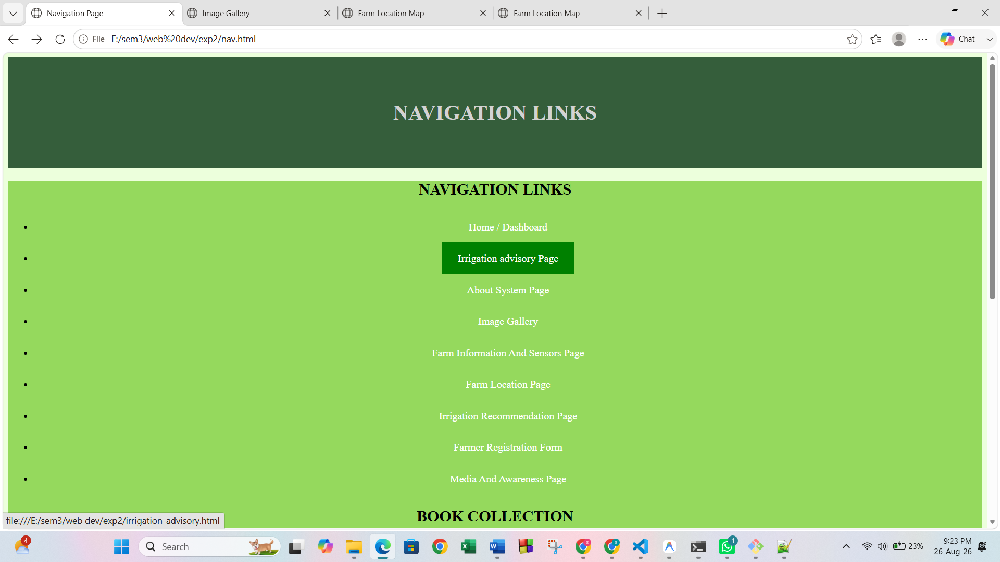 Navigation Page
Image Gallery
Farm Location Map
Farm Location Map
File E:/sem3/web%20dev/exp2/nav.html
Chat
NAVIGATION LINKS
NAVIGATION LINKS
Home / Dashboard
Irrigation advisory Page
About System Page
Image Gallery
Farm Information And Sensors Page
Farm Location Page
Irrigation Recommendation Page
Farmer Registration Form
Media And Awareness Page
BOOK COLLECTION
file:///E:/sem3/web dev/exp2/irrigation-advisory.html
4
Search
S
S
1
23%
9:23 PM
26-Aug-26